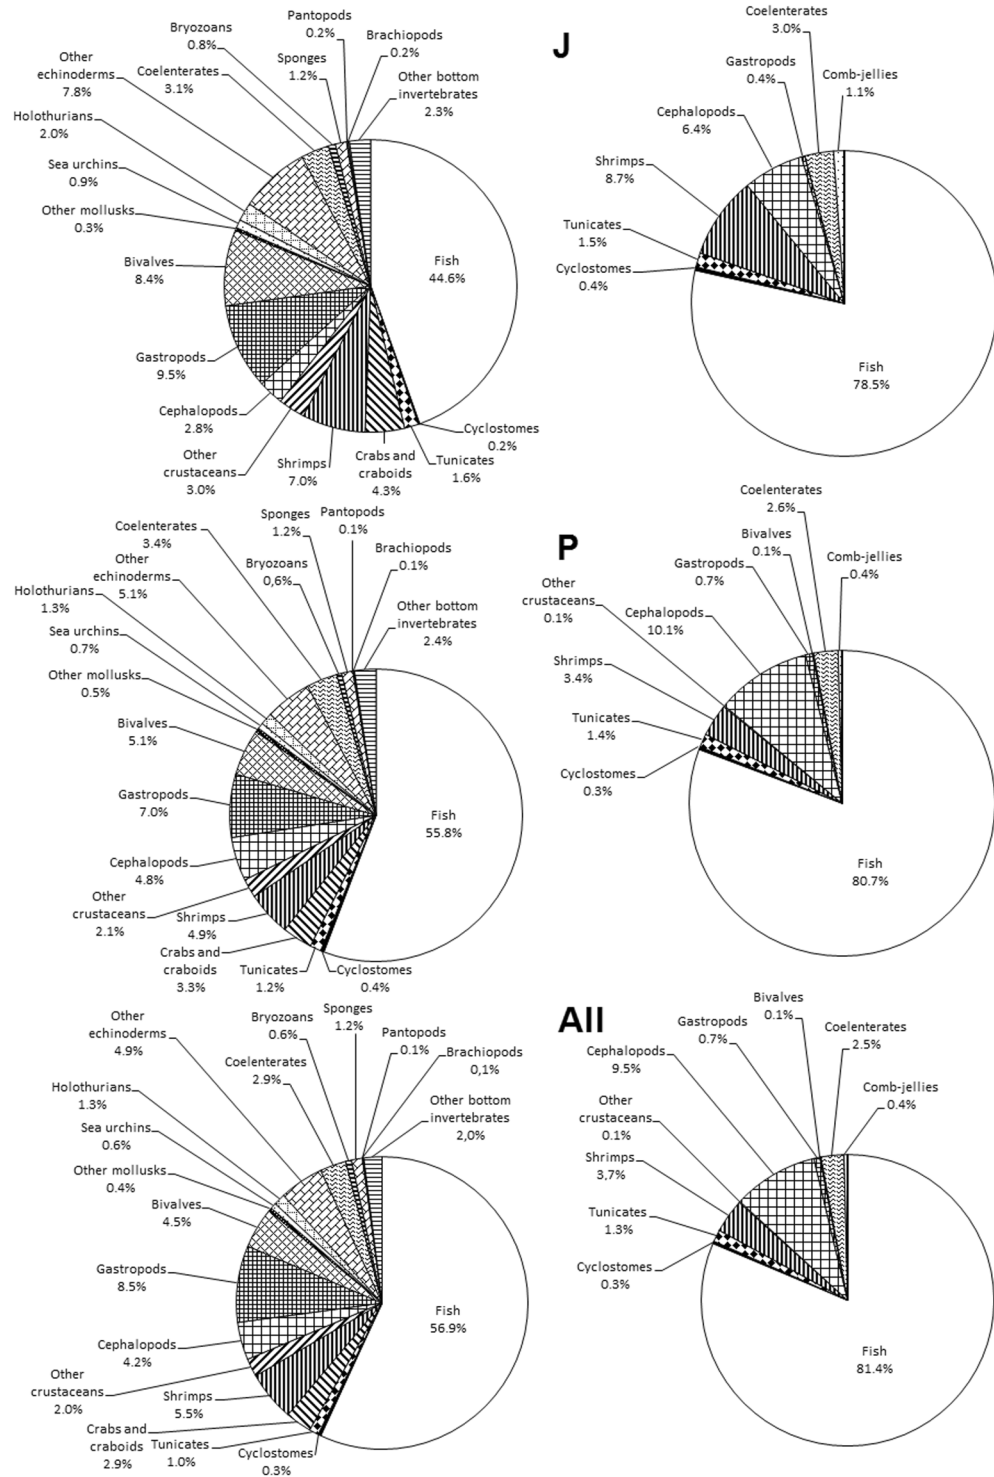 Pantopods
0.2%
Bryozoans
0.8%
Brachiopods
0.2%
Sponges
1.2%
Other
echinoderms
7.8%
Coelenterates
3.1%
Other bottom
invertebrates
2.3%
Holothurians
2.0%
Sea urchins
0.9%
Other mollusks
0.3%
Bivalves
8.4%
Fish
44.6%
Gastropods
9.5%
Cephalopods
2.8%
Other
crustaceans
3.0%
Shrimps
7.0%
Crabs and
craboids
4.3%
Tunicates
1.6%
Cyclostomes
0.2%
J
Coelenterates
3.0%
Gastropods
0.4%
Comb-jellies
1.1%
Cephalopods
6.4%
Shrimps
8.7%
Tunicates
1.5%
Cyclostomes
0.4%
Fish
78.5%
Sponges
1.2%
Pantopods
0.1%
Coelenterates
3.4%
Brachiopods
0.1%
Bryozoans
0,6%
Other
echinoderms
5.1%
Holothurians
1.3%
Other bottom
invertebrates
2.4%
Sea urchins
0.7%
Other mollusks
0.5%
Bivalves
5.1%
Gastropods
7.0%
Fish
55.8%
Cephalopods
4.8%
Other
crustaceans
2.1%
Shrimps
4.9%
Crabs and
craboids
3.3%
Tunicates
1.2%
Cyclostomes
0.4%
P
Coelenterates
2.6%
Bivalves
0.1%
Gastropods
0.7%
Comb-jellies
0.4%
Other
crustaceans
0.1%
Cephalopods
10.1%
Shrimps
3.4%
Tunicates
1.4%
Cyclostomes
0.3%
Fish
80.7%
Sponges
1.2%
Other
echinoderms
4.9%
Bryozoans
0.6%
Pantopods
0.1%
Brachiopods
0,1%
Coelenterates
2.9%
Holothurians
1.3%
Other bottom
invertebrates
2,0%
Sea urchins
0.6%
Other mollusks
0.4%
Bivalves
4.5%
Gastropods
8.5%
Fish
56.9%
Cephalopods
4.2%
Other
crustaceans
2.0%
Shrimps
5.5%
Crabs and
craboids
2.9%
Tunicates
1.0%
Cyclostomes
0.3%
All
Bivalves
0.1%
Gastropods
0.7%
Coelenterates
2.5%
Cephalopods
9.5%
Comb-jellies
0.4%
Other
crustaceans
0.1%
Shrimps
3,7%
Tunicates
1.3%
Cyclostomes
0.3%
Fish
81.4%